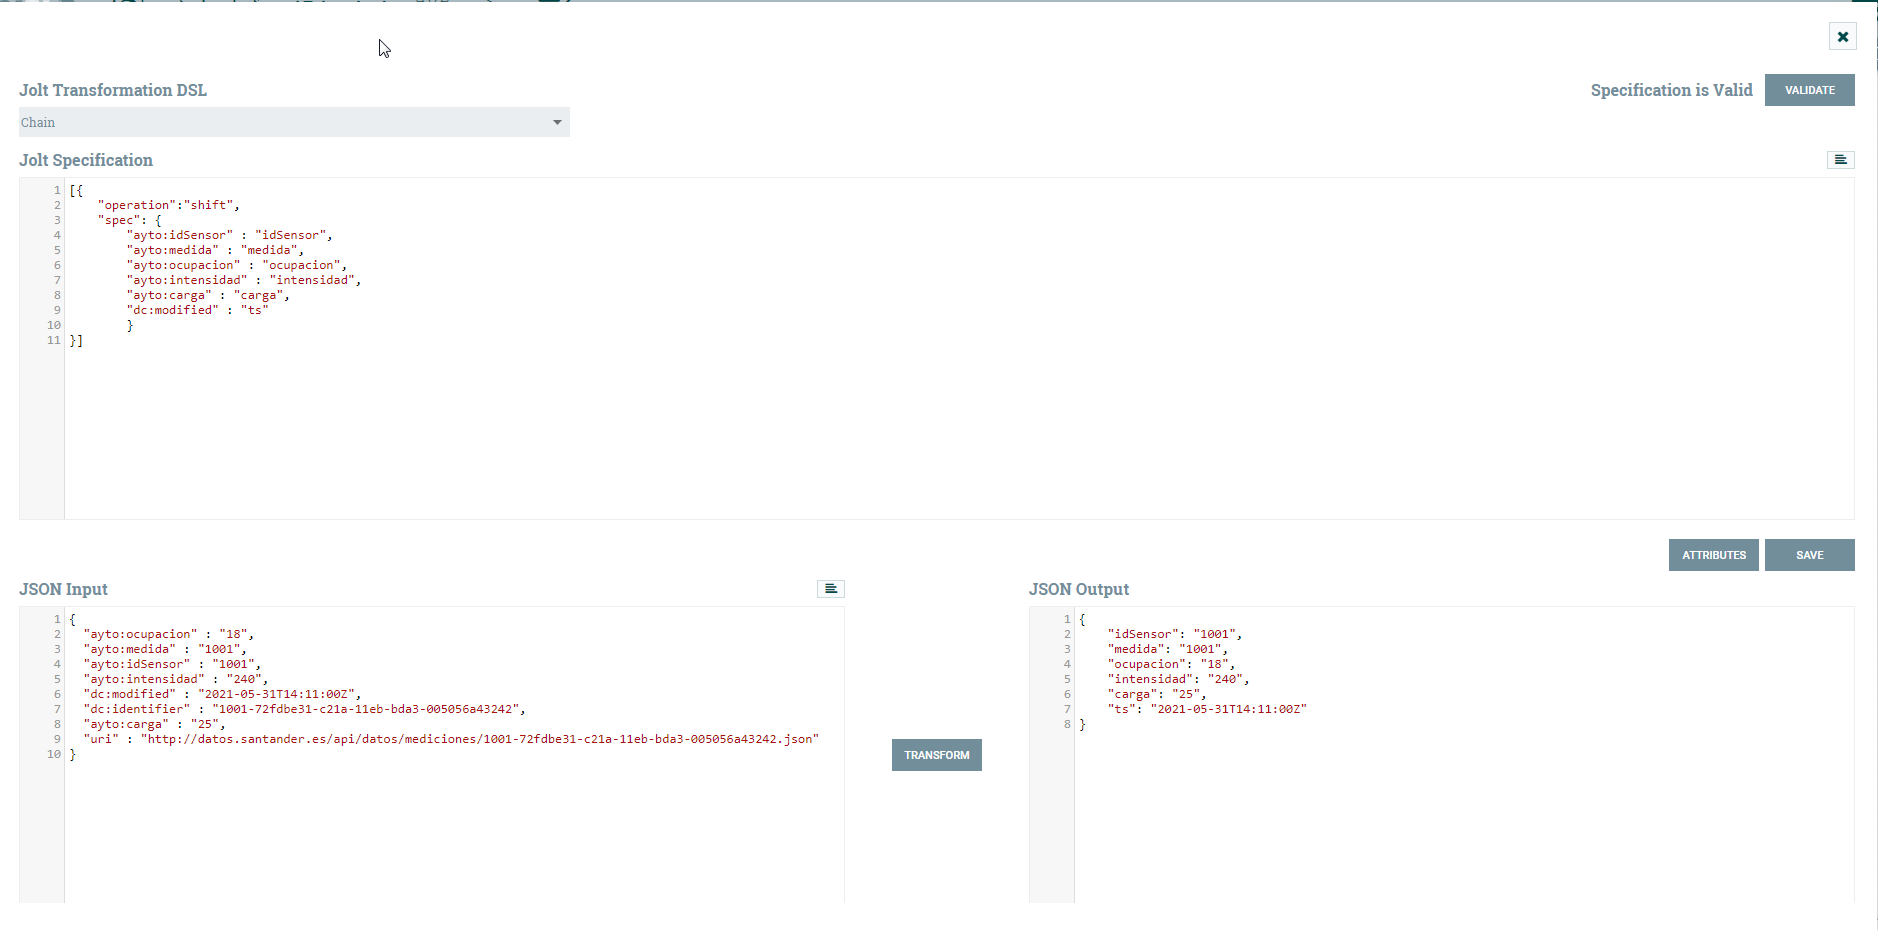 Jolt Transformation DSL
Specification is Valid
VALIDATE
Chain
Jolt Specification
1 [{
2     "operation":"shift",
3     "spec": {
4         "ayto:idSensor" : "idSensor",
5         "ayto:medida" : "medida",
6         "ayto:ocupacion" : "ocupacion",
7         "ayto:intensidad" : "intensidad",
8         "ayto:carga" : "carga",
9         "dc:modified" : "ts"
10         }
11 }]
ATTRIBUTES
SAVE
JSON Input
1 {
2   "ayto:ocupacion" : "18",
3   "ayto:medida" : "1001",
4   "ayto:idSensor" : "1001",
5   "ayto:intensidad" : "240",
6   "dc:modified" : "2021-05-31T14:11:00Z",
7   "dc:identifier" : "1001-72fdbe31-c21a-11eb-bda3-005056a43242",
8   "ayto:carga" : "25",
9   "uri" : "http://datos.santander.es/api/datos/mediciones/1001-72fdbe31-c21a-11eb-bda3-005056a43242.json"
10 }
TRANSFORM
JSON Output
1 {
2     "idSensor": "1001",
3     "medida": "1001",
4     "ocupacion": "18",
5     "intensidad": "240",
6     "carga": "25",
7     "ts": "2021-05-31T14:11:00Z"
8 }